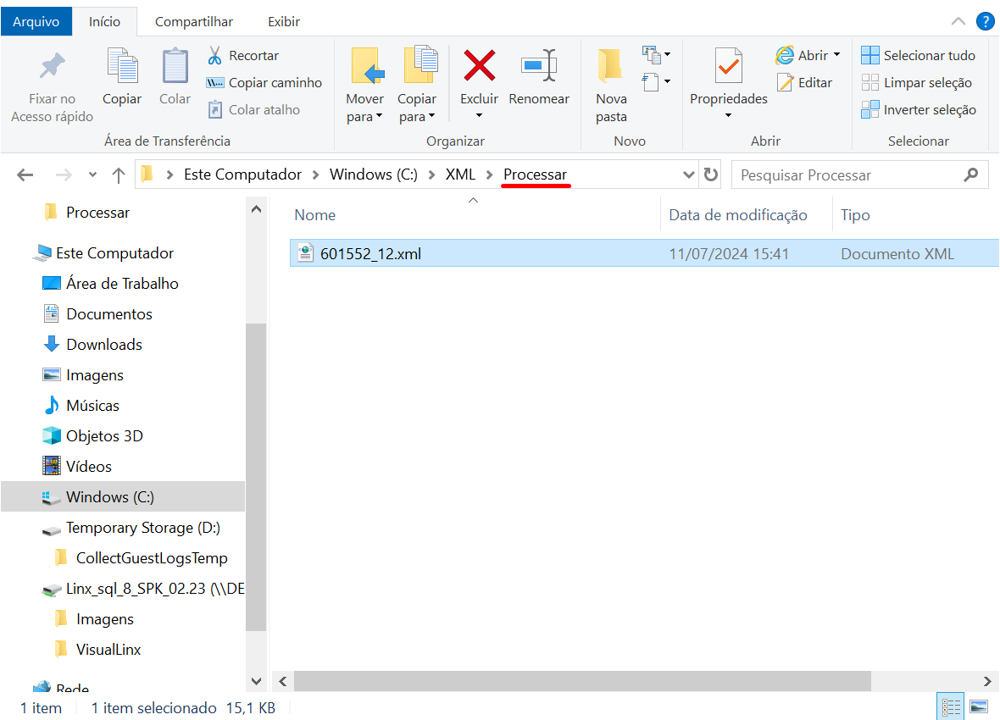 Arquivo Início Compartilhar Exibir ?
Fixar no
Acesso rápido
Copiar
Colar
Recortar
Copiar caminho
Colar atalho
Área de Transferência
Mover
para
Copiar
para
Excluir
Renomear
Organizar
Nova
pasta
Novo
Propriedades
Abrir
Editar
Abrir
Selecionar tudo
Limpar seleção
Inverter seleção
Selecionar
Este Computador > Windows (C:) > XML > Processar
Pesquisar Processar
Processar
Este Computador
Área de Trabalho
Documentos
Downloads
Imagens
Músicas
Objetos 3D
Vídeos
Windows (C:)
Temporary Storage (D:)
CollectGuestLogsTemp
Linx_sql_8_SPK_02.23 (\\DE
Imagens
VisualLinx
Rede
Nome Data de modificação Tipo
601552_12.xml 11/07/2024 15:41 Documento XML
1 item 1 item selecionado 15,1 KB